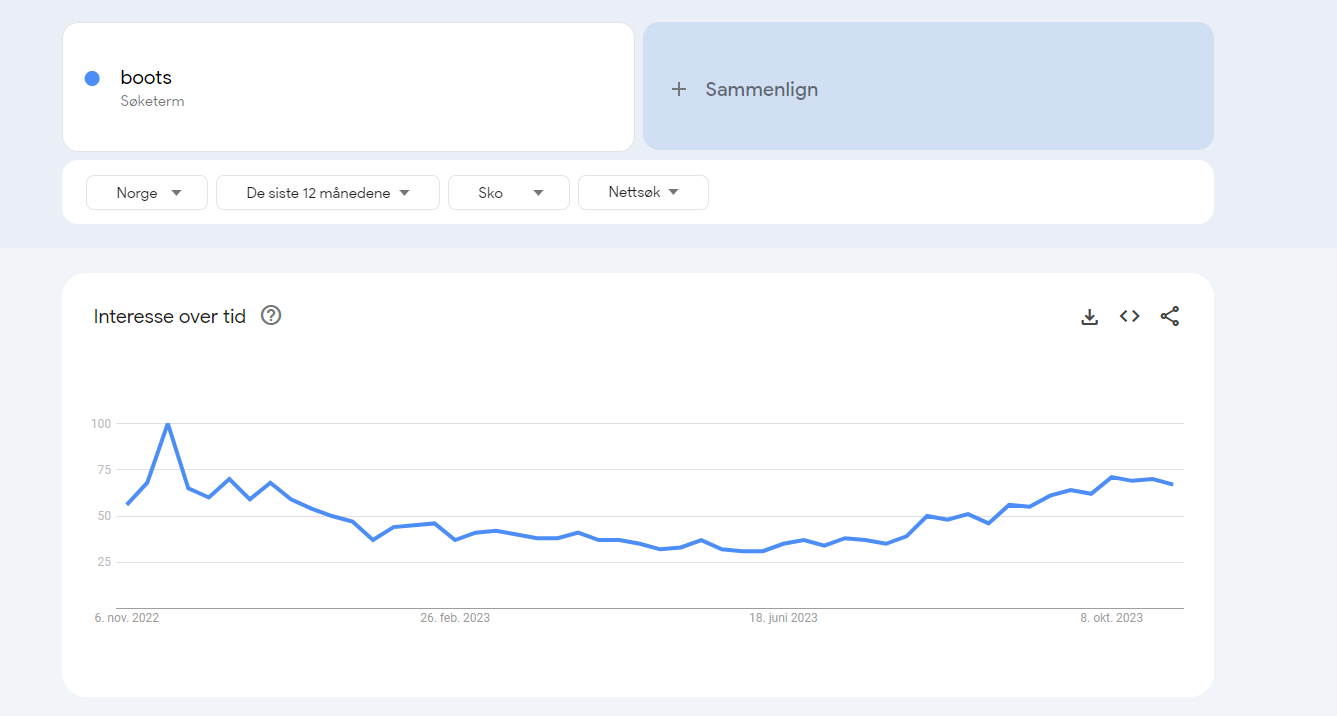 boots
Søketerm
+ Sammenlign
Norge
De siste 12 månedene
Sko
Nettsøk
Interesse over tid
100
75
50
25
6. nov. 2022
26. feb. 2023
18. juni 2023
8. okt. 2023